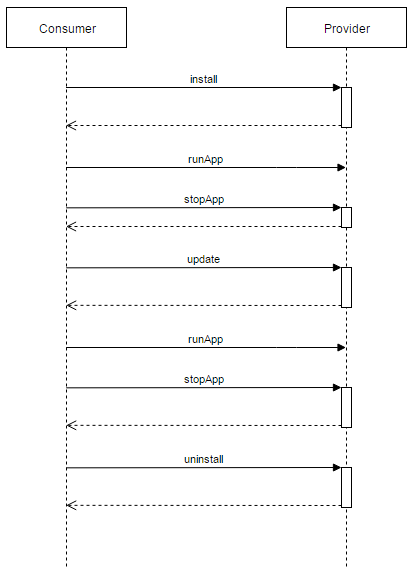 Consumer
Provider
install
runApp
stopApp
update
runApp
stopApp
uninstall